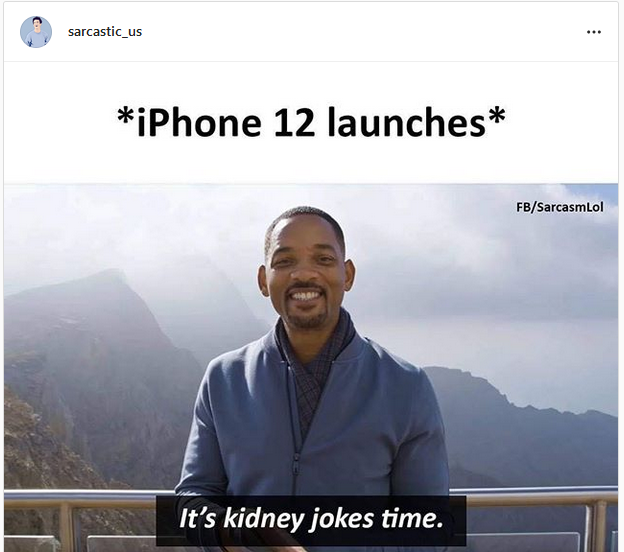 sarcastic_us
*iPhone 12 launches*
FB/SarcasmLol
It's kidney jokes time.